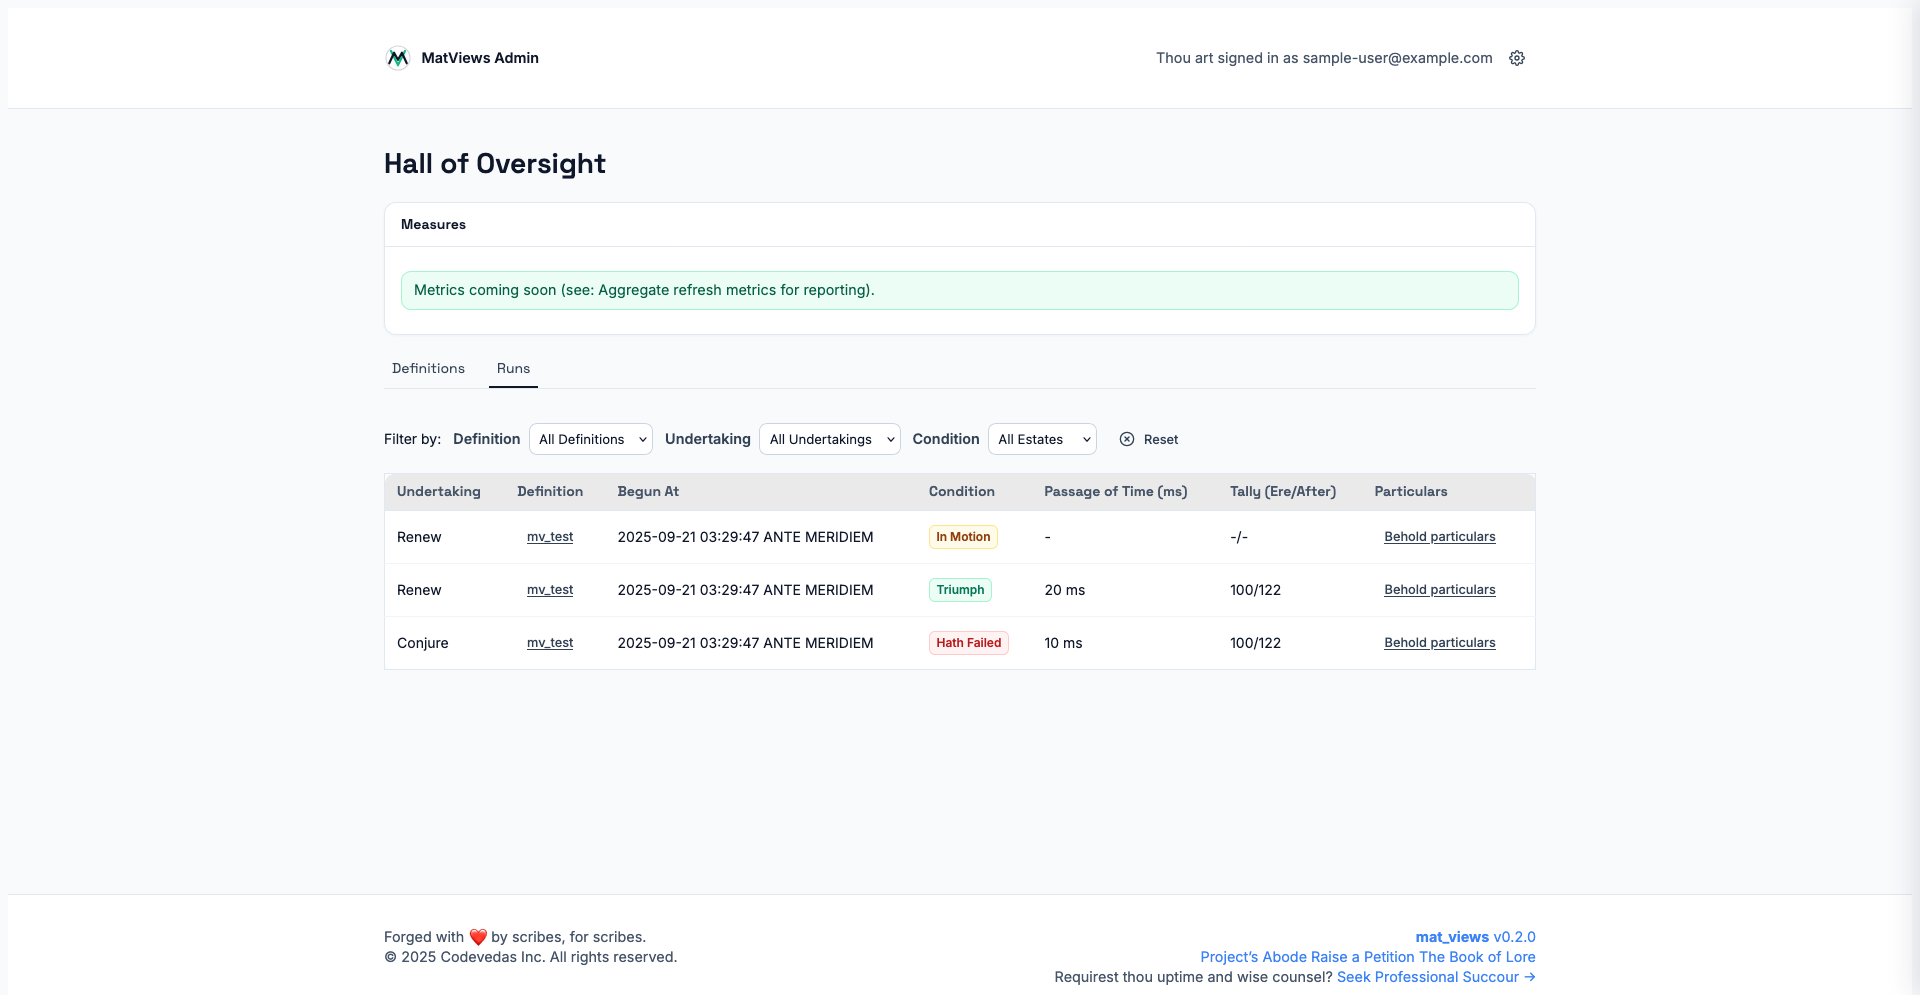 MatViews Admin
Thou art signed in as sample-user@example.com
Hall of Oversight
Measures
Metrics coming soon (see: Aggregate refresh metrics for reporting).
Definitions Runs
Filter by: Definition All Definitions Undertaking All Undertakings Condition All Estates Reset
Undertaking Definition Begun At Condition Passage of Time (ms) Tally (Ere/After) Particulars
Renew mv_test 2025-09-21 03:29:47 ANTE MERIDIEM In Motion - -/- Behold particulars
Renew mv_test 2025-09-21 03:29:47 ANTE MERIDIEM Triumph 20 ms 100/122 Behold particulars
Conjure mv_test 2025-09-21 03:29:47 ANTE MERIDIEM Hath Failed 10 ms 100/122 Behold particulars
Forged with ❤️ by scribes, for scribes.
© 2025 Codevedas Inc. All rights reserved.
mat_views v0.2.0
Project's Abode Raise a Petition The Book of Lore
Requirest thou uptime and wise counsel? Seek Professional Succour →